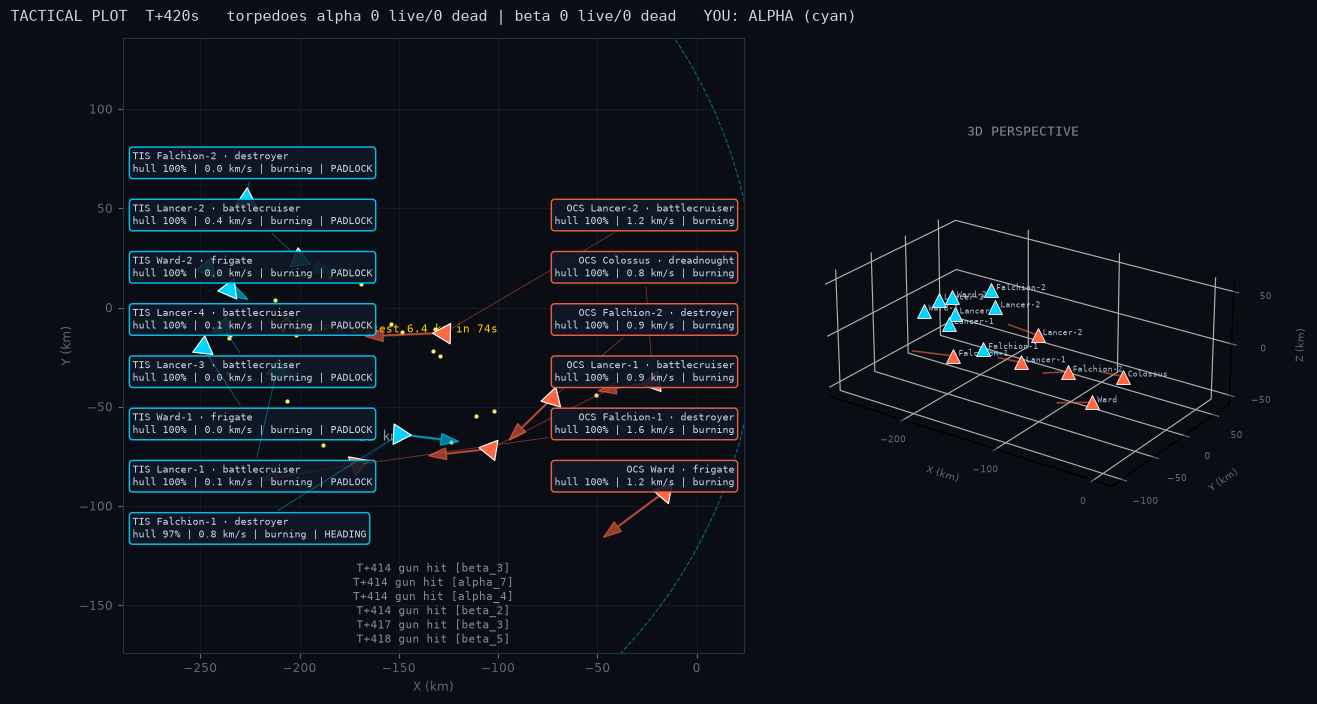 TACTICAL PLOT  T+420s   torpedoes alpha 0 live/0 dead | beta 0 live/0 dead   YOU: ALPHA (cyan)
TIS Falchion-2 · destroyer
hull 100% | 0.0 km/s | burning | PADLOCK
TIS Lancer-2 · battlecruiser
hull 100% | 0.4 km/s | burning | PADLOCK
TIS Ward-2 · frigate
hull 100% | 0.0 km/s | burning | PADLOCK
TIS Lancer-4 · battlecruiser
hull 100% | 0.1 km/s | burning | PADLOCK
TIS Lancer-3 · battlecruiser
hull 100% | 0.0 km/s | burning | PADLOCK
TIS Ward-1 · frigate
hull 100% | 0.0 km/s | burning | PADLOCK
TIS Lancer-1 · battlecruiser
hull 100% | 0.1 km/s | burning | PADLOCK
TIS Falchion-1 · destroyer
hull 97% | 0.8 km/s | burning | HEADING
6.4 in 74s
OCS Lancer-2 · battlecruiser
hull 100% | 1.2 km/s | burning
OCS Colossus · dreadnought
hull 100% | 0.8 km/s | burning
OCS Falchion-2 · destroyer
hull 100% | 0.9 km/s | burning
OCS Lancer-1 · battlecruiser
hull 100% | 0.9 km/s | burning
OCS Falchion-1 · destroyer
hull 100% | 1.6 km/s | burning
OCS Ward · frigate
hull 100% | 1.2 km/s | burning
T+414 gun hit [beta_3]
T+414 gun hit [alpha_7]
T+414 gun hit [alpha_4]
T+414 gun hit [beta_2]
T+417 gun hit [beta_3]
T+418 gun hit [beta_5]
100
50
0
−50
−100
−150
Y (km)
−250
−200
−150
−100
−50
0
X (km)
3D PERSPECTIVE
Falchion-2
Ward-2
Lancer-2
Lancer-1
Falchion-1
Lancer-2
Lancer-1
Falchion-2
Colossus
Ward
−200
−100
0
X (km)
−100
−50
0
50
Y (km)
50
0
−50
Z (km)